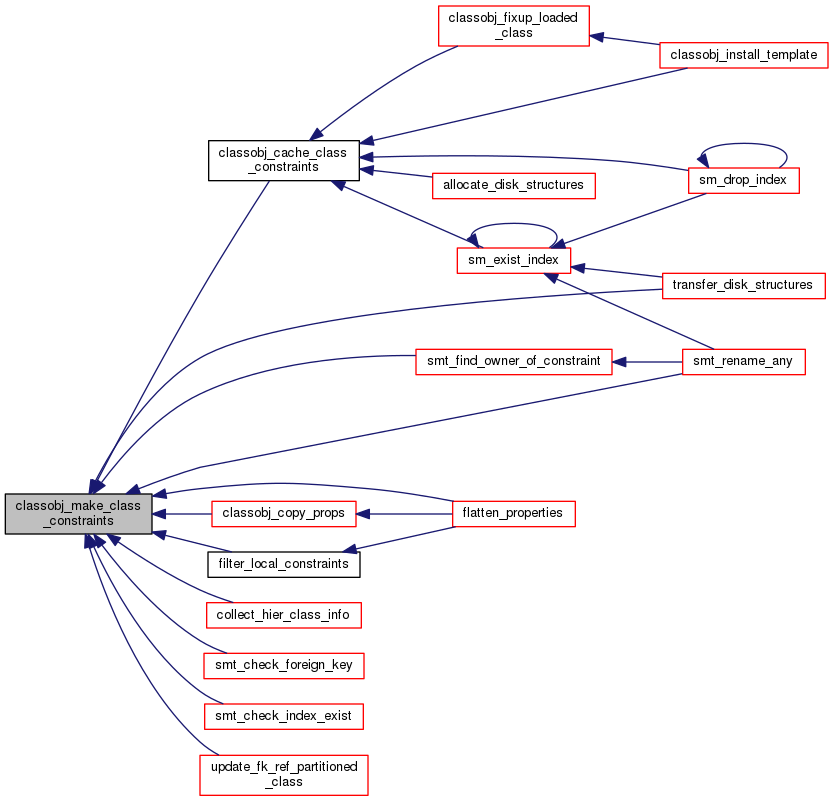 classobj_fixup_loaded
_class
classobj_install_template
classobj_cache_class
_constraints
allocate_disk_structures
sm_drop_index
sm_exist_index
transfer_disk_structures
smt_find_owner_of_constraint
smt_rename_any
classobj_make_class
_constraints
classobj_copy_props
flatten_properties
filter_local_constraints
collect_hier_class_info
smt_check_foreign_key
smt_check_index_exist
update_fk_ref_partitioned
_class